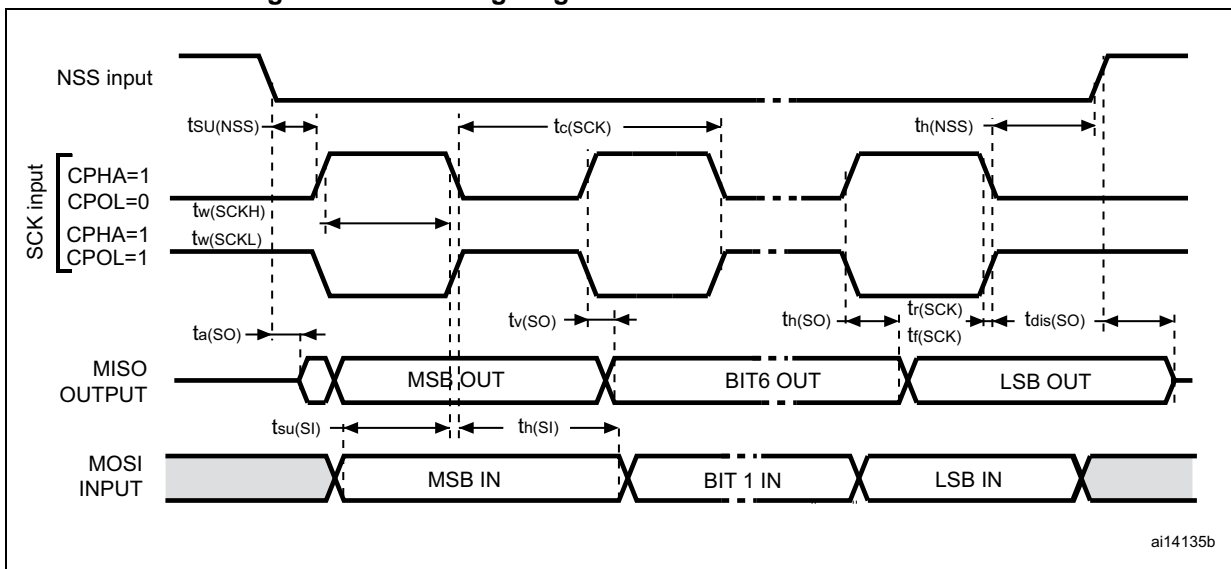 NSS input
tSU(NSS)
tc(SCK)
th(NSS)
SCK input
CPHA=1
CPOL=0
tw(SCKH)
CPHA=1
tw(SCKL)
CPOL=1
ta(SO)
tv(SO)
th(SO)
tr(SCK)
tf(SCK)
tdis(SO)
MISO
OUTPUT
MSB OUT
BIT6 OUT
LSB OUT
tsu(SI)
th(SI)
MOSI
INPUT
MSB IN
BIT 1 IN
LSB IN
ai14135b